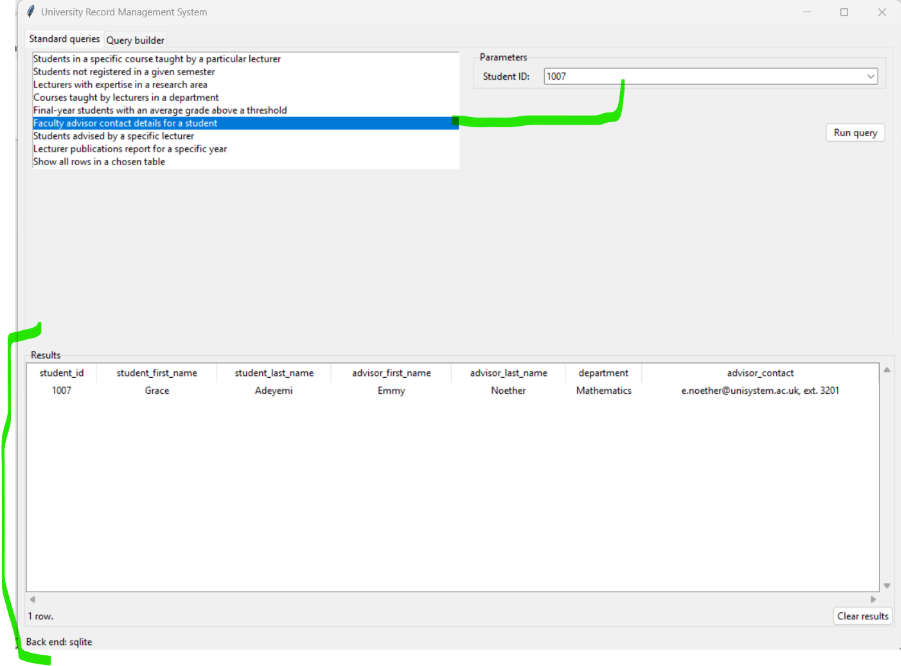 University Record Management System
Standard queries Query builder
Students in a specific course taught by a particular lecturer
Students not registered in a given semester
Lecturers with expertise in a research area
Courses taught by lecturers in a department
Final-year students with an average grade above a threshold
Faculty advisor contact details for a student
Students advised by a specific lecturer
Lecturer publications report for a specific year
Show all rows in a chosen table
Parameters
Student ID: 1007
Run query
Results
student_id student_first_name student_last_name advisor_first_name advisor_last_name department advisor_contact
1007 Grace Adeyemi Emmy Noether Mathematics e.noether@unisystem.ac.uk, ext. 3201
1 row.
Clear results
Back end: sqlite